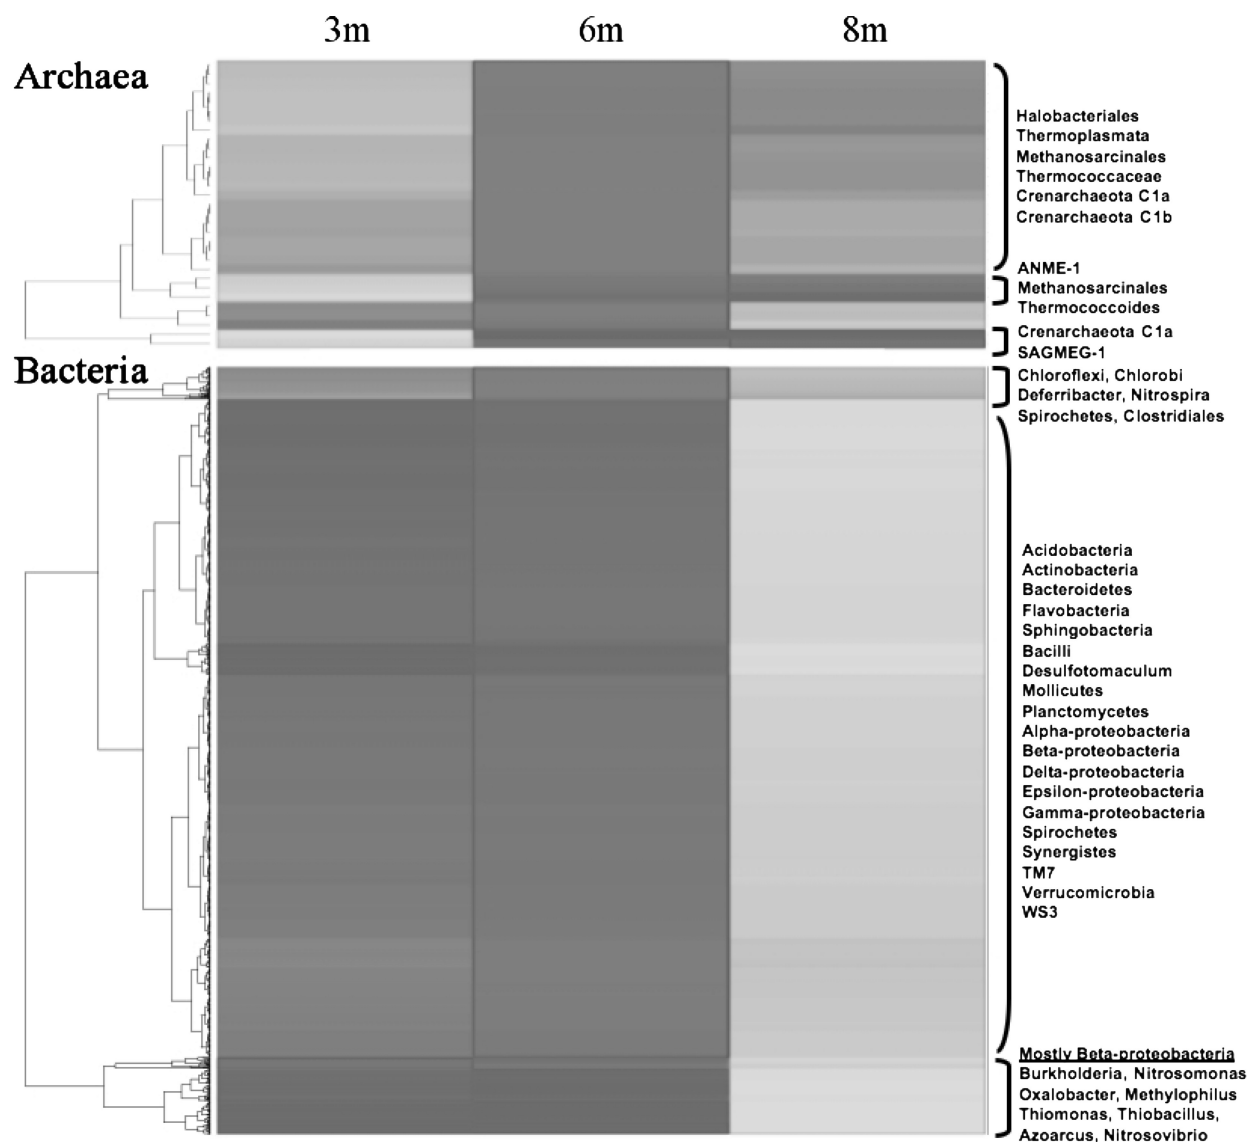 3m 6m 8m
Archaea
Halobacteriales
Thermoplasmata
Methanosarcinales
Thermococcaceae
Crenarchaeota C1a
Crenarchaeota C1b
ANME-1
Methanosarcinales
Thermococcoides
Crenarchaeota C1a
SAGMEG-1
Bacteria
Chloroflexi, Chlorobi
Deferribacter, Nitrospira
Spirochetes, Clostridiales
Acidobacteria
Actinobacteria
Bacteroidetes
Flavobacteria
Sphingobacteria
Bacilli
Desulfotomaculum
Mollicutes
Planctomycetes
Alpha-proteobacteria
Beta-proteobacteria
Delta-proteobacteria
Epsilon-proteobacteria
Gamma-proteobacteria
Spirochetes
Synergistes
TM7
Verrucomicrobia
WS3
Mostly Beta-proteobacteria
Burkholderia, Nitrosomonas
Oxalobacter, Methylophilus
Thiomonas, Thiobacillus,
Azoarcus, Nitrosovibrio